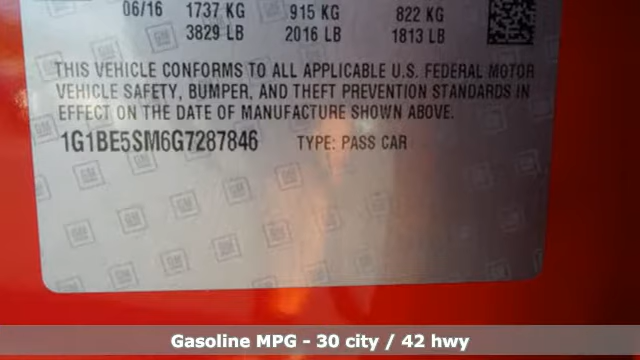 06/16 1737 KG 915 KG 822 KG
3829 LB 2016 LB 1813 LB
THIS VEHICLE CONFORMS TO ALL APPLICABLE U.S. FEDERAL MOTOR
VEHICLE SAFETY, BUMPER, AND THEFT PREVENTION STANDARDS IN
EFFECT ON THE DATE OF MANUFACTURE SHOWN ABOVE.
1G1BE5SM6G7287846 TYPE: PASS CAR
Gasoline MPG - 30 city / 42 hwy